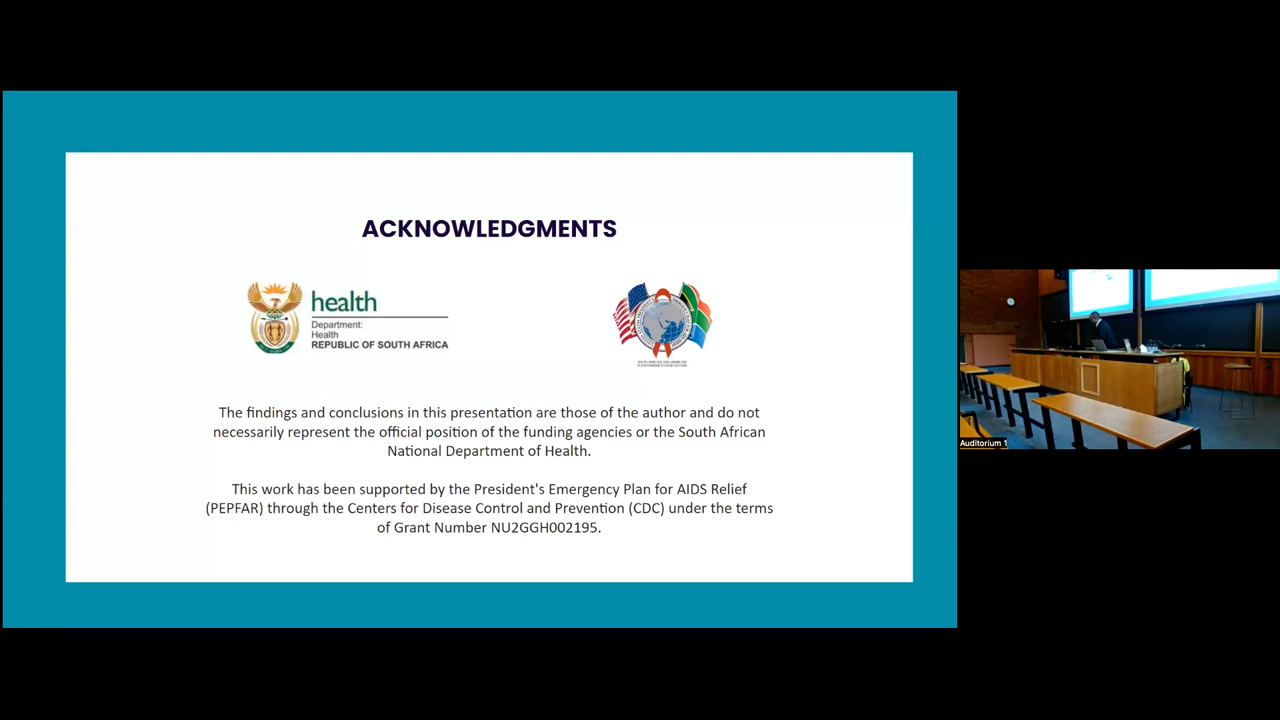 ACKNOWLEDGMENTS
health
Department:
Health
REPUBLIC OF SOUTH AFRICA
The findings and conclusions in this presentation are those of the author and do not
necessarily represent the official position of the funding agencies or the South African
National Department of Health.
This work has been supported by the President's Emergency Plan for AIDS Relief
(PEPFAR) through the Centers for Disease Control and Prevention (CDC) under the terms
of Grant Number NU2GGH002195.
Auditorium 1